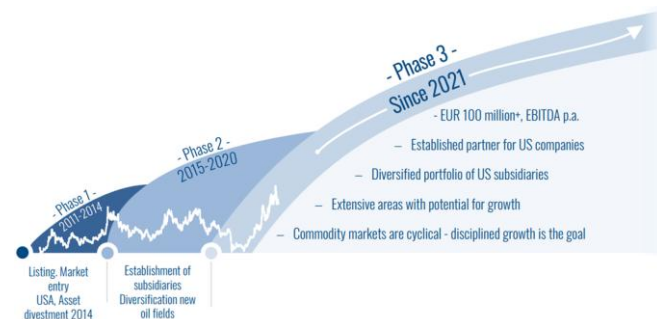 - Phase 1 -
2011-2014
- Phase 2 -
2015-2020
- Phase 3 -
Since 2021
- EUR 100 million+, EBITDA p.a.
– Established partner for US companies
– Diversified portfolio of US subsidiaries
– Extensive areas with potential for growth
– Commodity markets are cyclical - disciplined growth is the goal
Listing. Market
entry
USA, Asset
divestment 2014
Establishment of
subsidiaries
Diversification new
oil fields